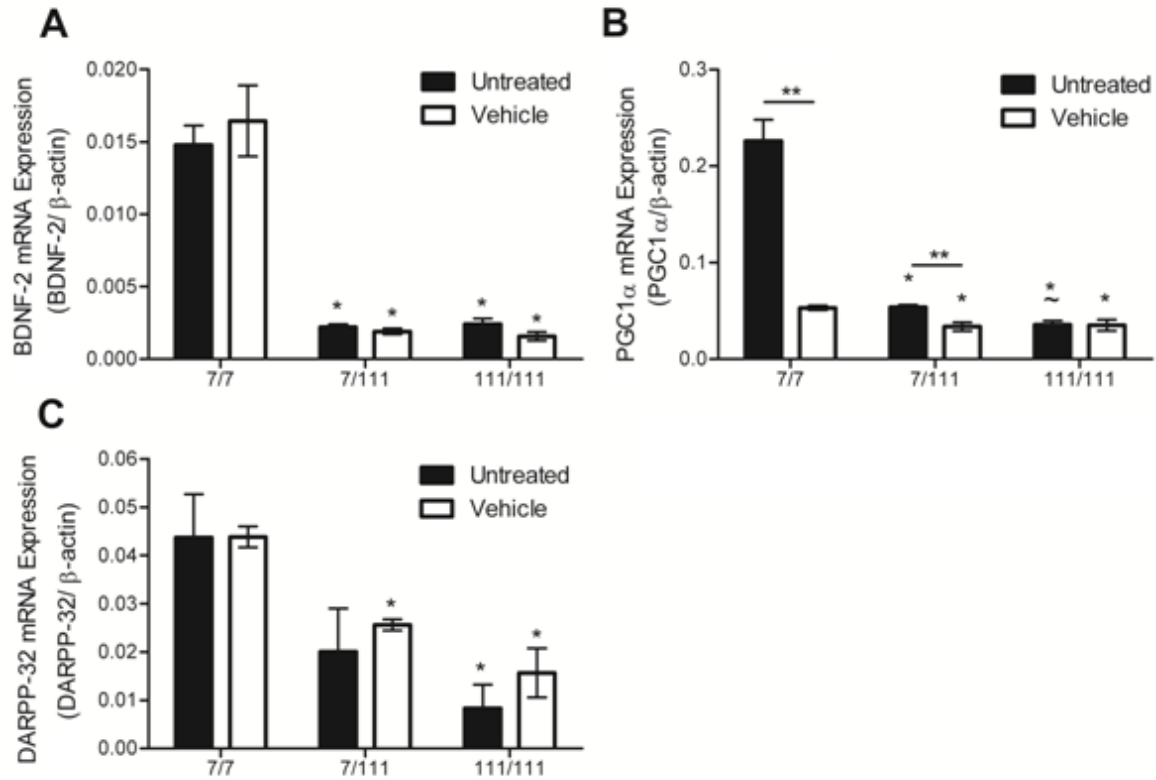 A
BDNF-2 mRNA Expression
(BDNF-2/ β-actin)
0.020
0.015
0.010
0.005
0.000
Untreated
Vehicle
*
*
*
*
7/7
7/111
111/111
B
PGC1α mRNA Expression
(PGC1α/β-actin)
0.3
0.2
0.1
0.0
Untreated
Vehicle
**
**
*
*
*
~
*
7/7
7/111
111/111
C
DARPP-32 mRNA Expression
(DARPP-32/ β-actin)
0.06
0.05
0.04
0.03
0.02
0.01
0.00
Untreated
Vehicle
*
*
*
7/7
7/111
111/111